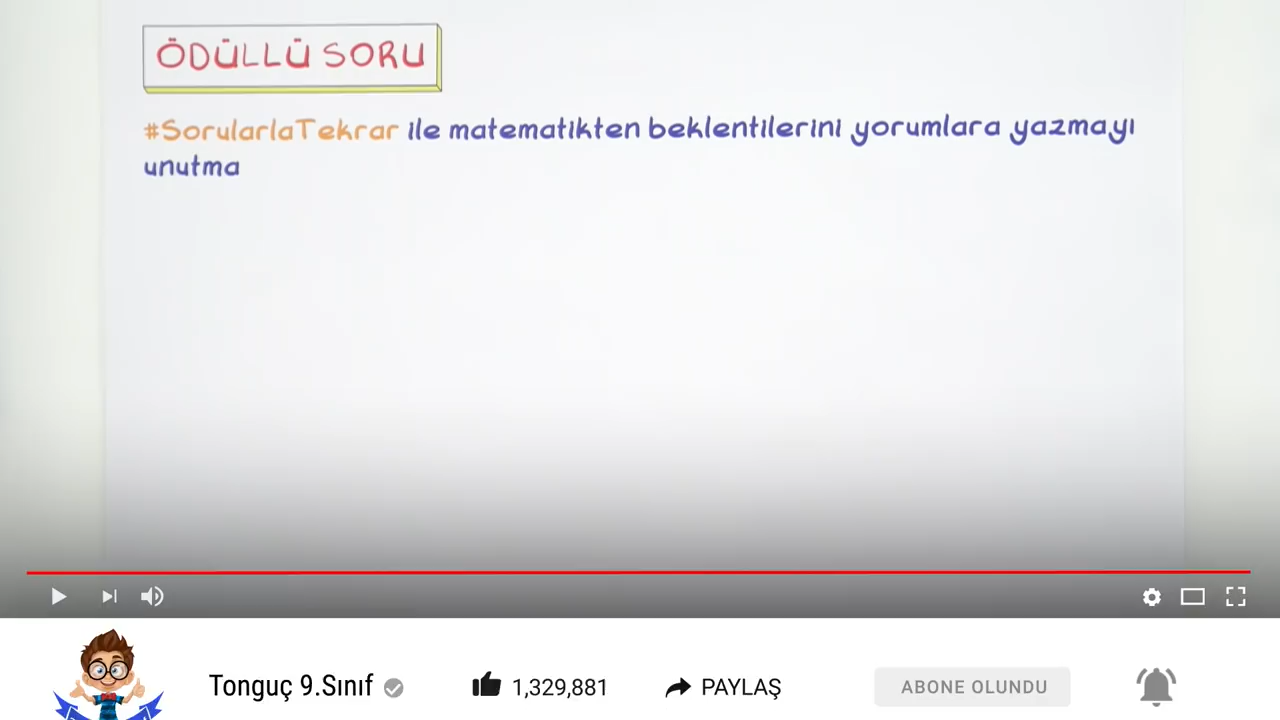 ÖDÜLLÜ SORU
#SorularlaTekrar ile matematikten beklentilerini yorumlara yazmayı
unutma
Tonguç 9.Sınıf
1,329,881
PAYLAŞ
ABONE OLUNDU